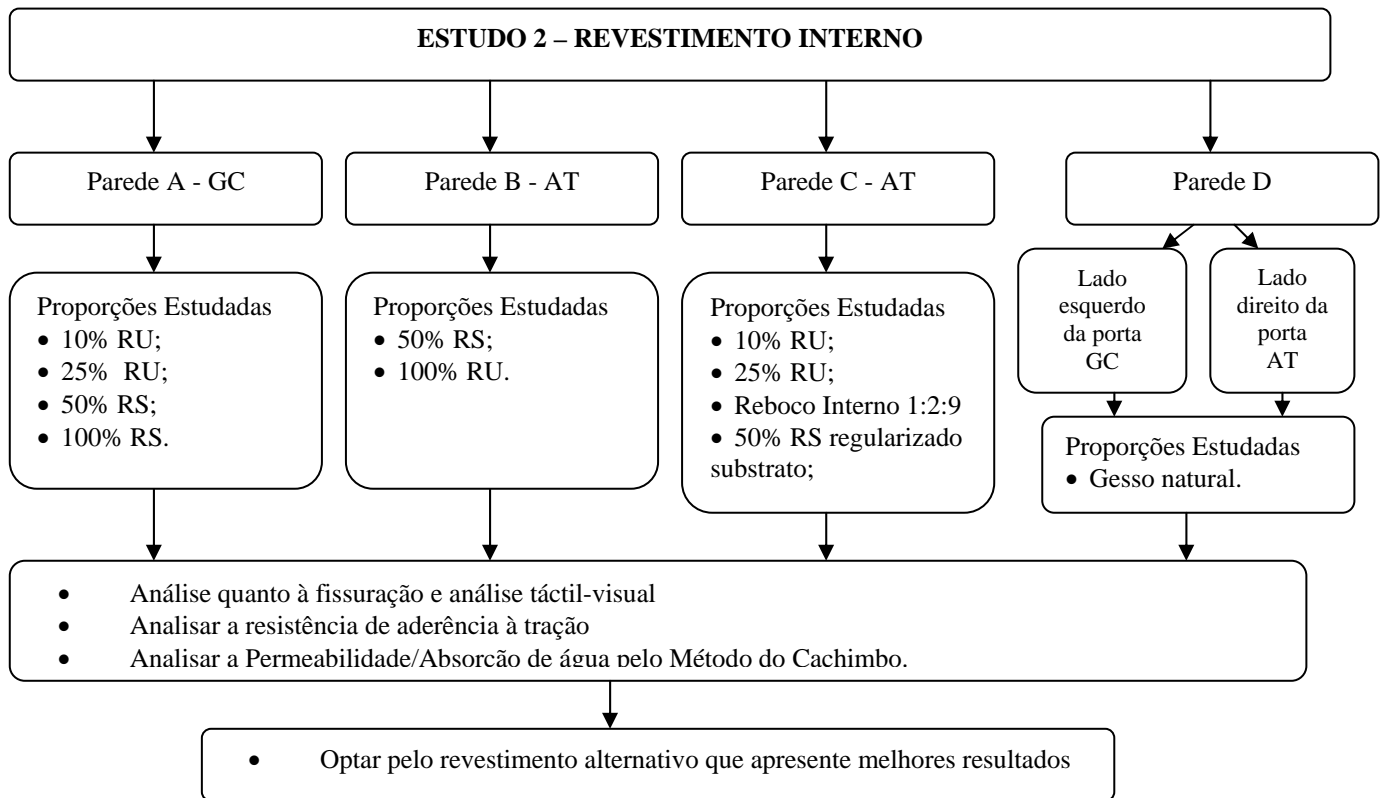 ESTUDO 2 – REVESTIMENTO INTERNO
Parede A - GC
Parede B - AT
Parede C - AT
Parede D
Proporções Estudadas
• 10% RU;
• 25% RU;
• 50% RS;
• 100% RS.
Proporções Estudadas
• 50% RS;
• 100% RU.
Proporções Estudadas
• 10% RU;
• 25% RU;
• Reboco Interno 1:2:9
• 50% RS regularizado
substrato;
Lado
esquerdo
da porta
GC
Lado
direito da
porta
AT
Proporções Estudadas
• Gesso natural.
• Análise quanto à fissuração e análise táctil-visual
• Analisar a resistência de aderência à tração
• Analisar a Permeabilidade/Absorção de água pelo Método do Cachimbo.
• Optar pelo revestimento alternativo que apresente melhores resultados